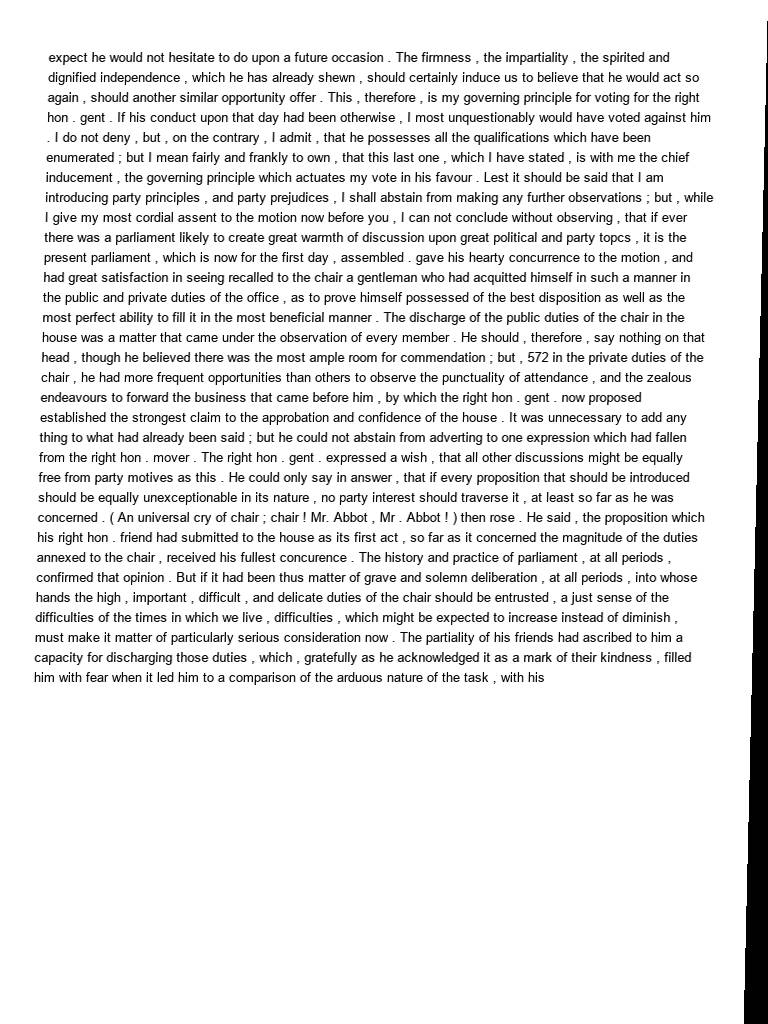 expect he would not hesitate to do upon a future occasion . The firmness , the impartiality , the spirited and
dignified independence , which he has already shewn , should certainly induce us to believe that he would act so
again , should another similar opportunity offer . This , therefore , is my governing principle for voting for the right
hon . gent . If his conduct upon that day had been otherwise , I most unquestionably would have voted against him
. I do not deny , but , on the contrary , I admit , that he possesses all the qualifications which have been
enumerated ; but I mean fairly and frankly to own , that this last one , which I have stated , is with me the chief
inducement , the governing principle which actuates my vote in his favour . Lest it should be said that I am
introducing party principles , and party prejudices , I shall abstain from making any further observations ; but , while
I give my most cordial assent to the motion now before you , I can not conclude without observing , that if ever
there was a parliament likely to create great warmth of discussion upon great political and party topcs , it is the
present parliament , which is now for the first day , assembled . gave his hearty concurrence to the motion , and
had great satisfaction in seeing recalled to the chair a gentleman who had acquitted himself in such a manner in
the public and private duties of the office , as to prove himself possessed of the best disposition as well as the
most perfect ability to fill it in the most beneficial manner . The discharge of the public duties of the chair in the
house was a matter that came under the observation of every member . He should , therefore , say nothing on that
head , though he believed there was the most ample room for commendation ; but , 572 in the private duties of the
chair , he had more frequent opportunities than others to observe the punctuality of attendance , and the zealous
endeavours to forward the business that came before him , by which the right hon . gent . now proposed
established the strongest claim to the approbation and confidence of the house . It was unnecessary to add any
thing to what had already been said ; but he could not abstain from adverting to one expression which had fallen
from the right hon . mover . The right hon . gent . expressed a wish , that all other discussions might be equally
free from party motives as this . He could only say in answer , that if every proposition that should be introduced
should be equally unexceptionable in its nature , no party interest should traverse it , at least so far as he was
concerned . ( An universal cry of chair ; chair ! Mr. Abbot , Mr . Abbot ! ) then rose . He said , the proposition which
his right hon . friend had submitted to the house as its first act , so far as it concerned the magnitude of the duties
annexed to the chair , received his fullest concurence . The history and practice of parliament , at all periods ,
confirmed that opinion . But if it had been thus matter of grave and solemn deliberation , at all periods , into whose
hands the high , important , difficult , and delicate duties of the chair should be entrusted , a just sense of the
difficulties of the times in which we live , difficulties , which might be expected to increase instead of diminish ,
must make it matter of particularly serious consideration now . The partiality of his friends had ascribed to him a
capacity for discharging those duties , which , gratefully as he acknowledged it as a mark of their kindness , filled
him with fear when it led him to a comparison of the arduous nature of the task , with his